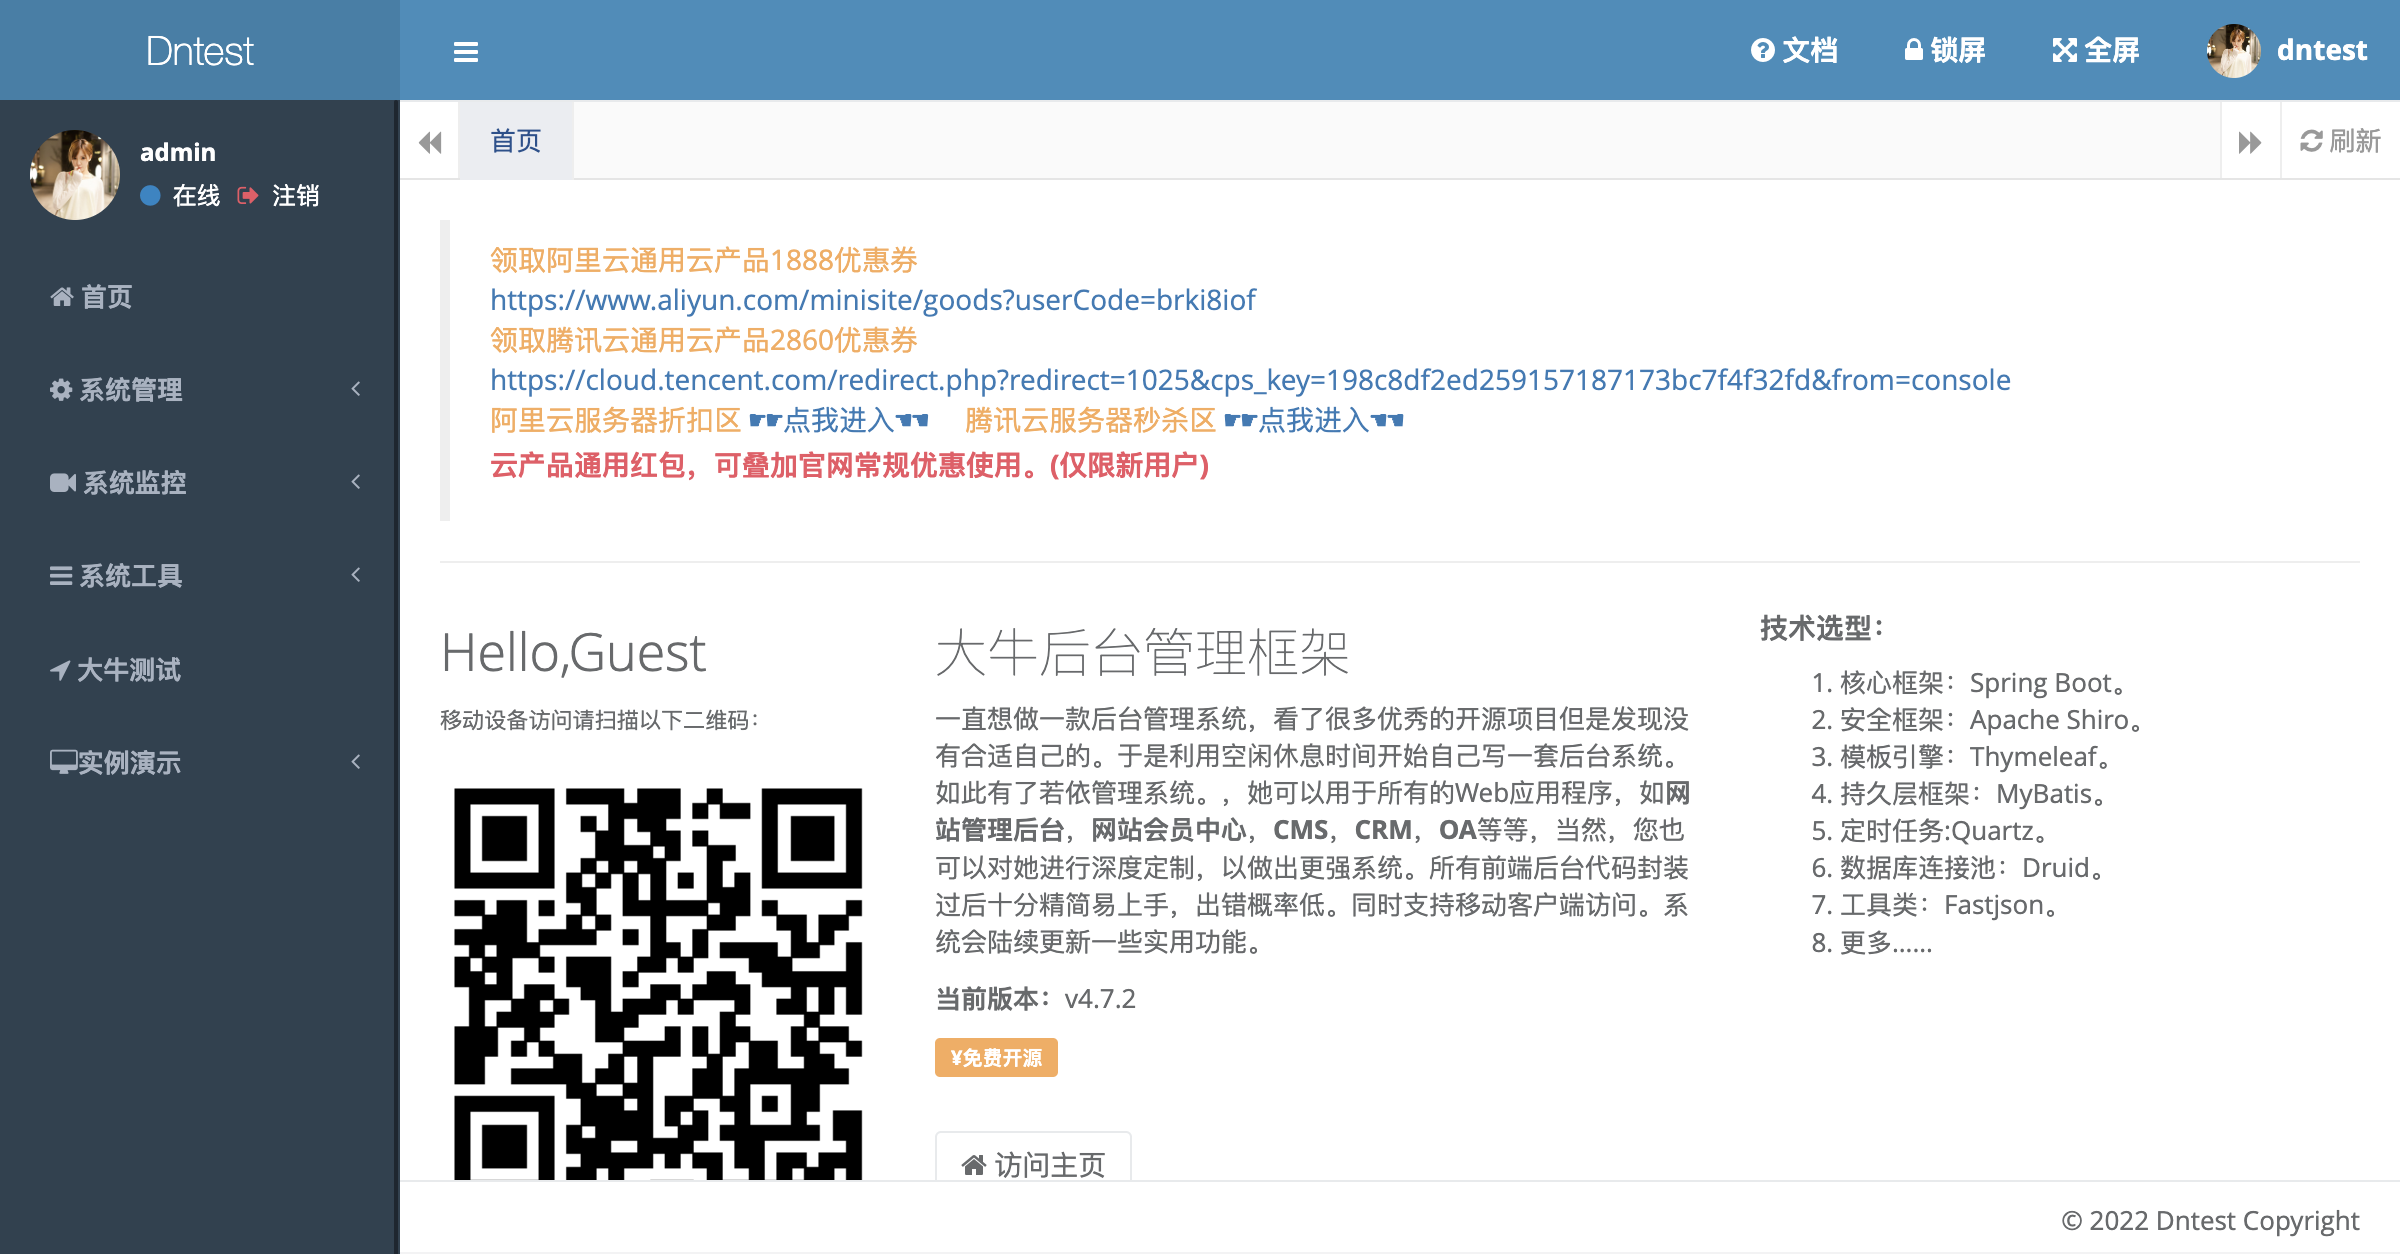 Dntest
文档
锁屏
全屏
dntest
admin
在线 注销
首页
系统管理
系统监控
系统工具
大牛测试
实例演示
首页
刷新
领取阿里云通用云产品1888优惠券
https://www.aliyun.com/minisite/goods?userCode=brki8iof
领取腾讯云通用云产品2860优惠券
https://cloud.tencent.com/redirect.php?redirect=1025&cps_key=198c8df2ed259157187173bc7f4f32fd&from=console
阿里云服务器折扣区 ☛☛点我进入☚☚ 腾讯云服务器秒杀区 ☛☛点我进入☚☚
云产品通用红包，可叠加官网常规优惠使用。(仅限新用户)
Hello,Guest
移动设备访问请扫描以下二维码：
大牛后台管理框架
一直想做一款后台管理系统，看了很多优秀的开源项目但是发现没
有合适自己的。于是利用空闲休息时间开始自己写一套后台系统。
如此有了若依管理系统。，她可以用于所有的Web应用程序，如网
站管理后台，网站会员中心，CMS，CRM，OA等等，当然，您也
可以对她进行深度定制，以做出更强系统。所有前端后台代码封装
过后十分精简易上手，出错概率低。同时支持移动客户端访问。系
统会陆续更新一些实用功能。
当前版本：v4.7.2
¥免费开源
访问主页
技术选型：
1. 核心框架：Spring Boot。
2. 安全框架：Apache Shiro。
3. 模板引擎：Thymeleaf。
4. 持久层框架：MyBatis。
5. 定时任务:Quartz。
6. 数据库连接池：Druid。
7. 工具类：Fastjson。
8. 更多……
© 2022 Dntest Copyright